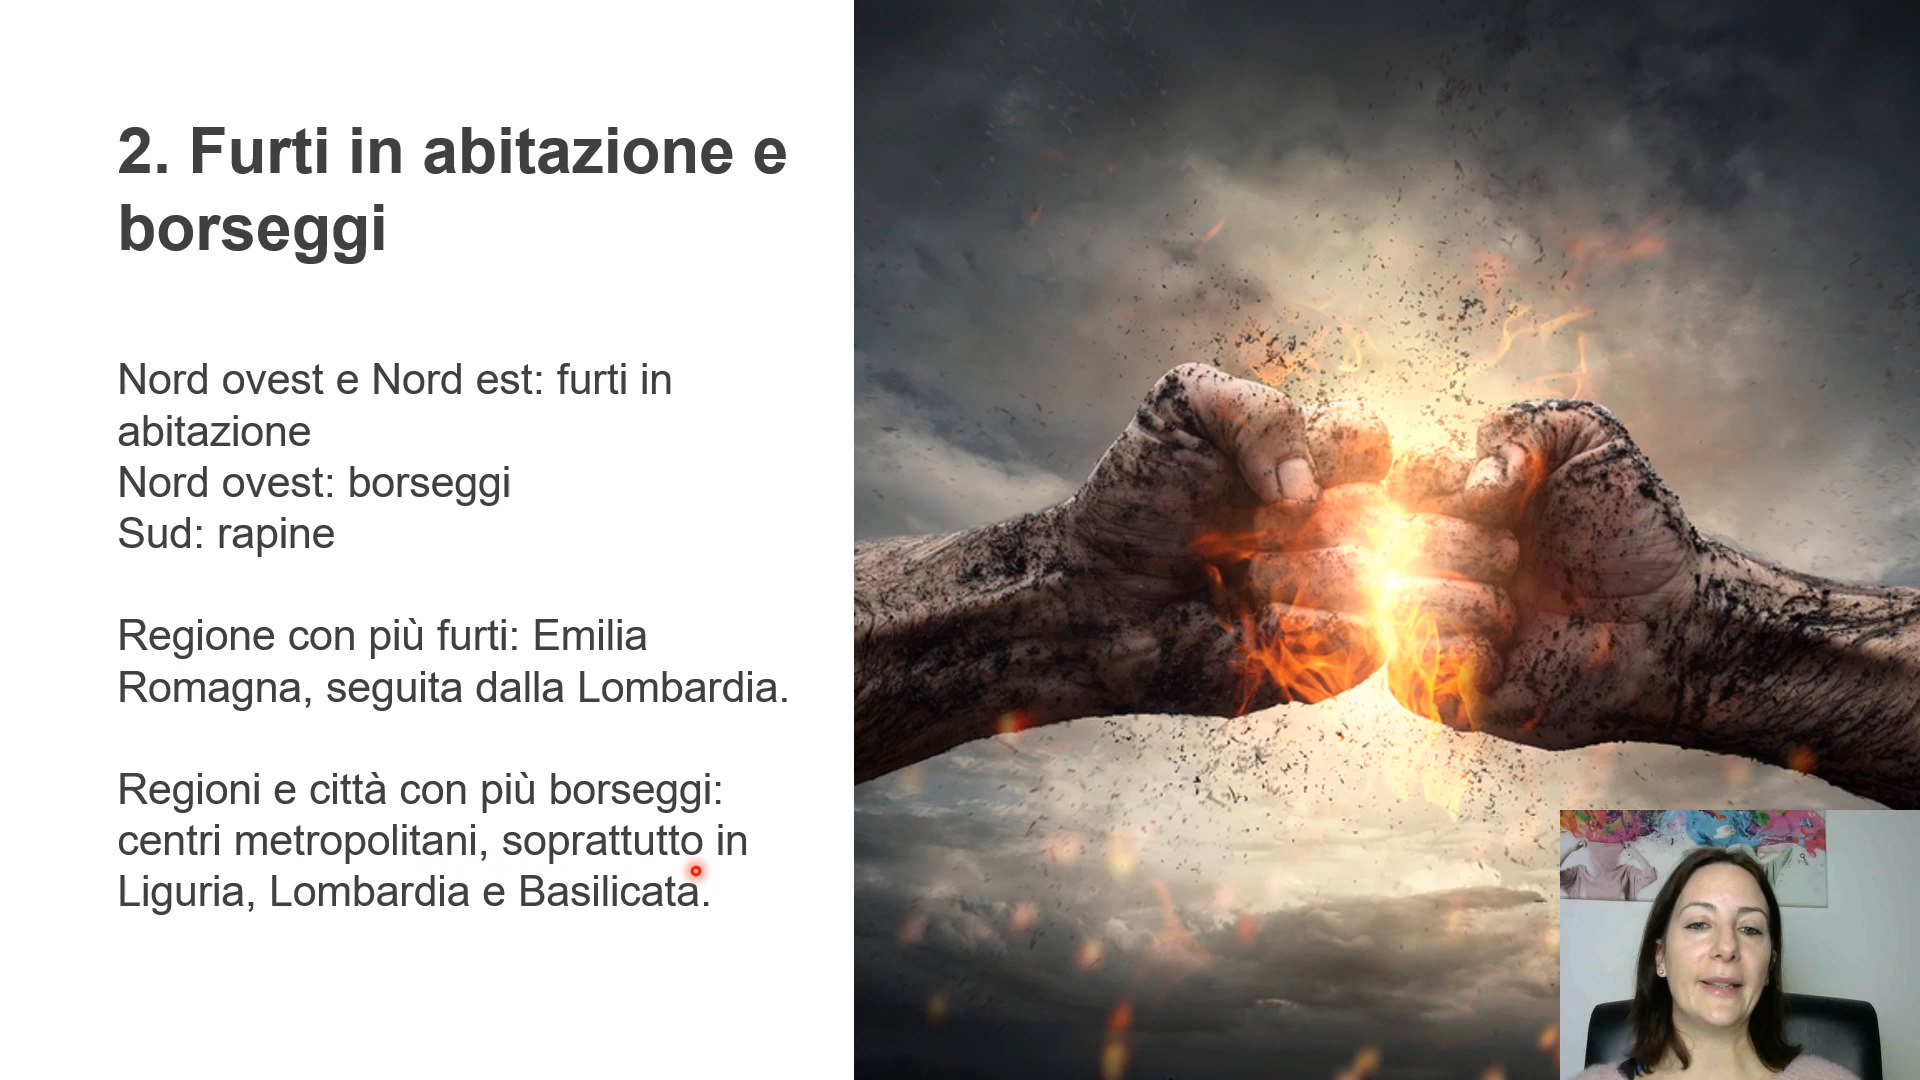 2. Furti in abitazione e
borseggi
Nord ovest e Nord est: furti in
abitazione
Nord ovest: borseggi
Sud: rapine
Regione con più furti: Emilia
Romagna, seguita dalla Lombardia.
Regioni e città con più borseggi:
centri metropolitani, soprattutto in
Liguria, Lombardia e Basilicata.